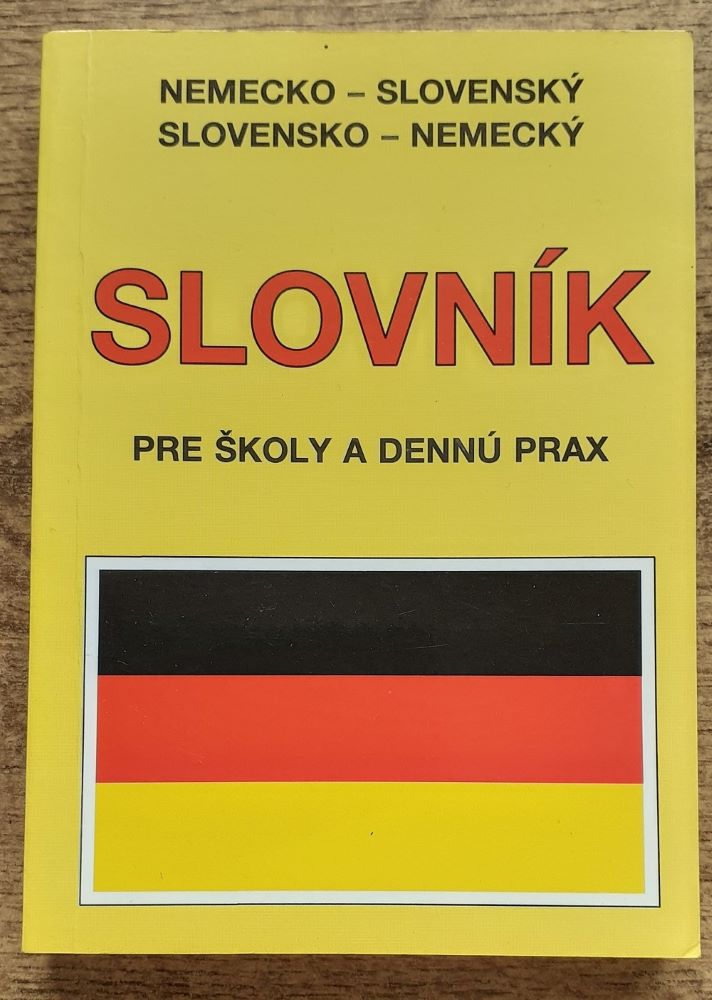 NEMECKO – SLOVENSKÝ
SLOVENSKO – NEMECKÝ
SLOVNÍK
PRE ŠKOLY A DENNÚ PRAX